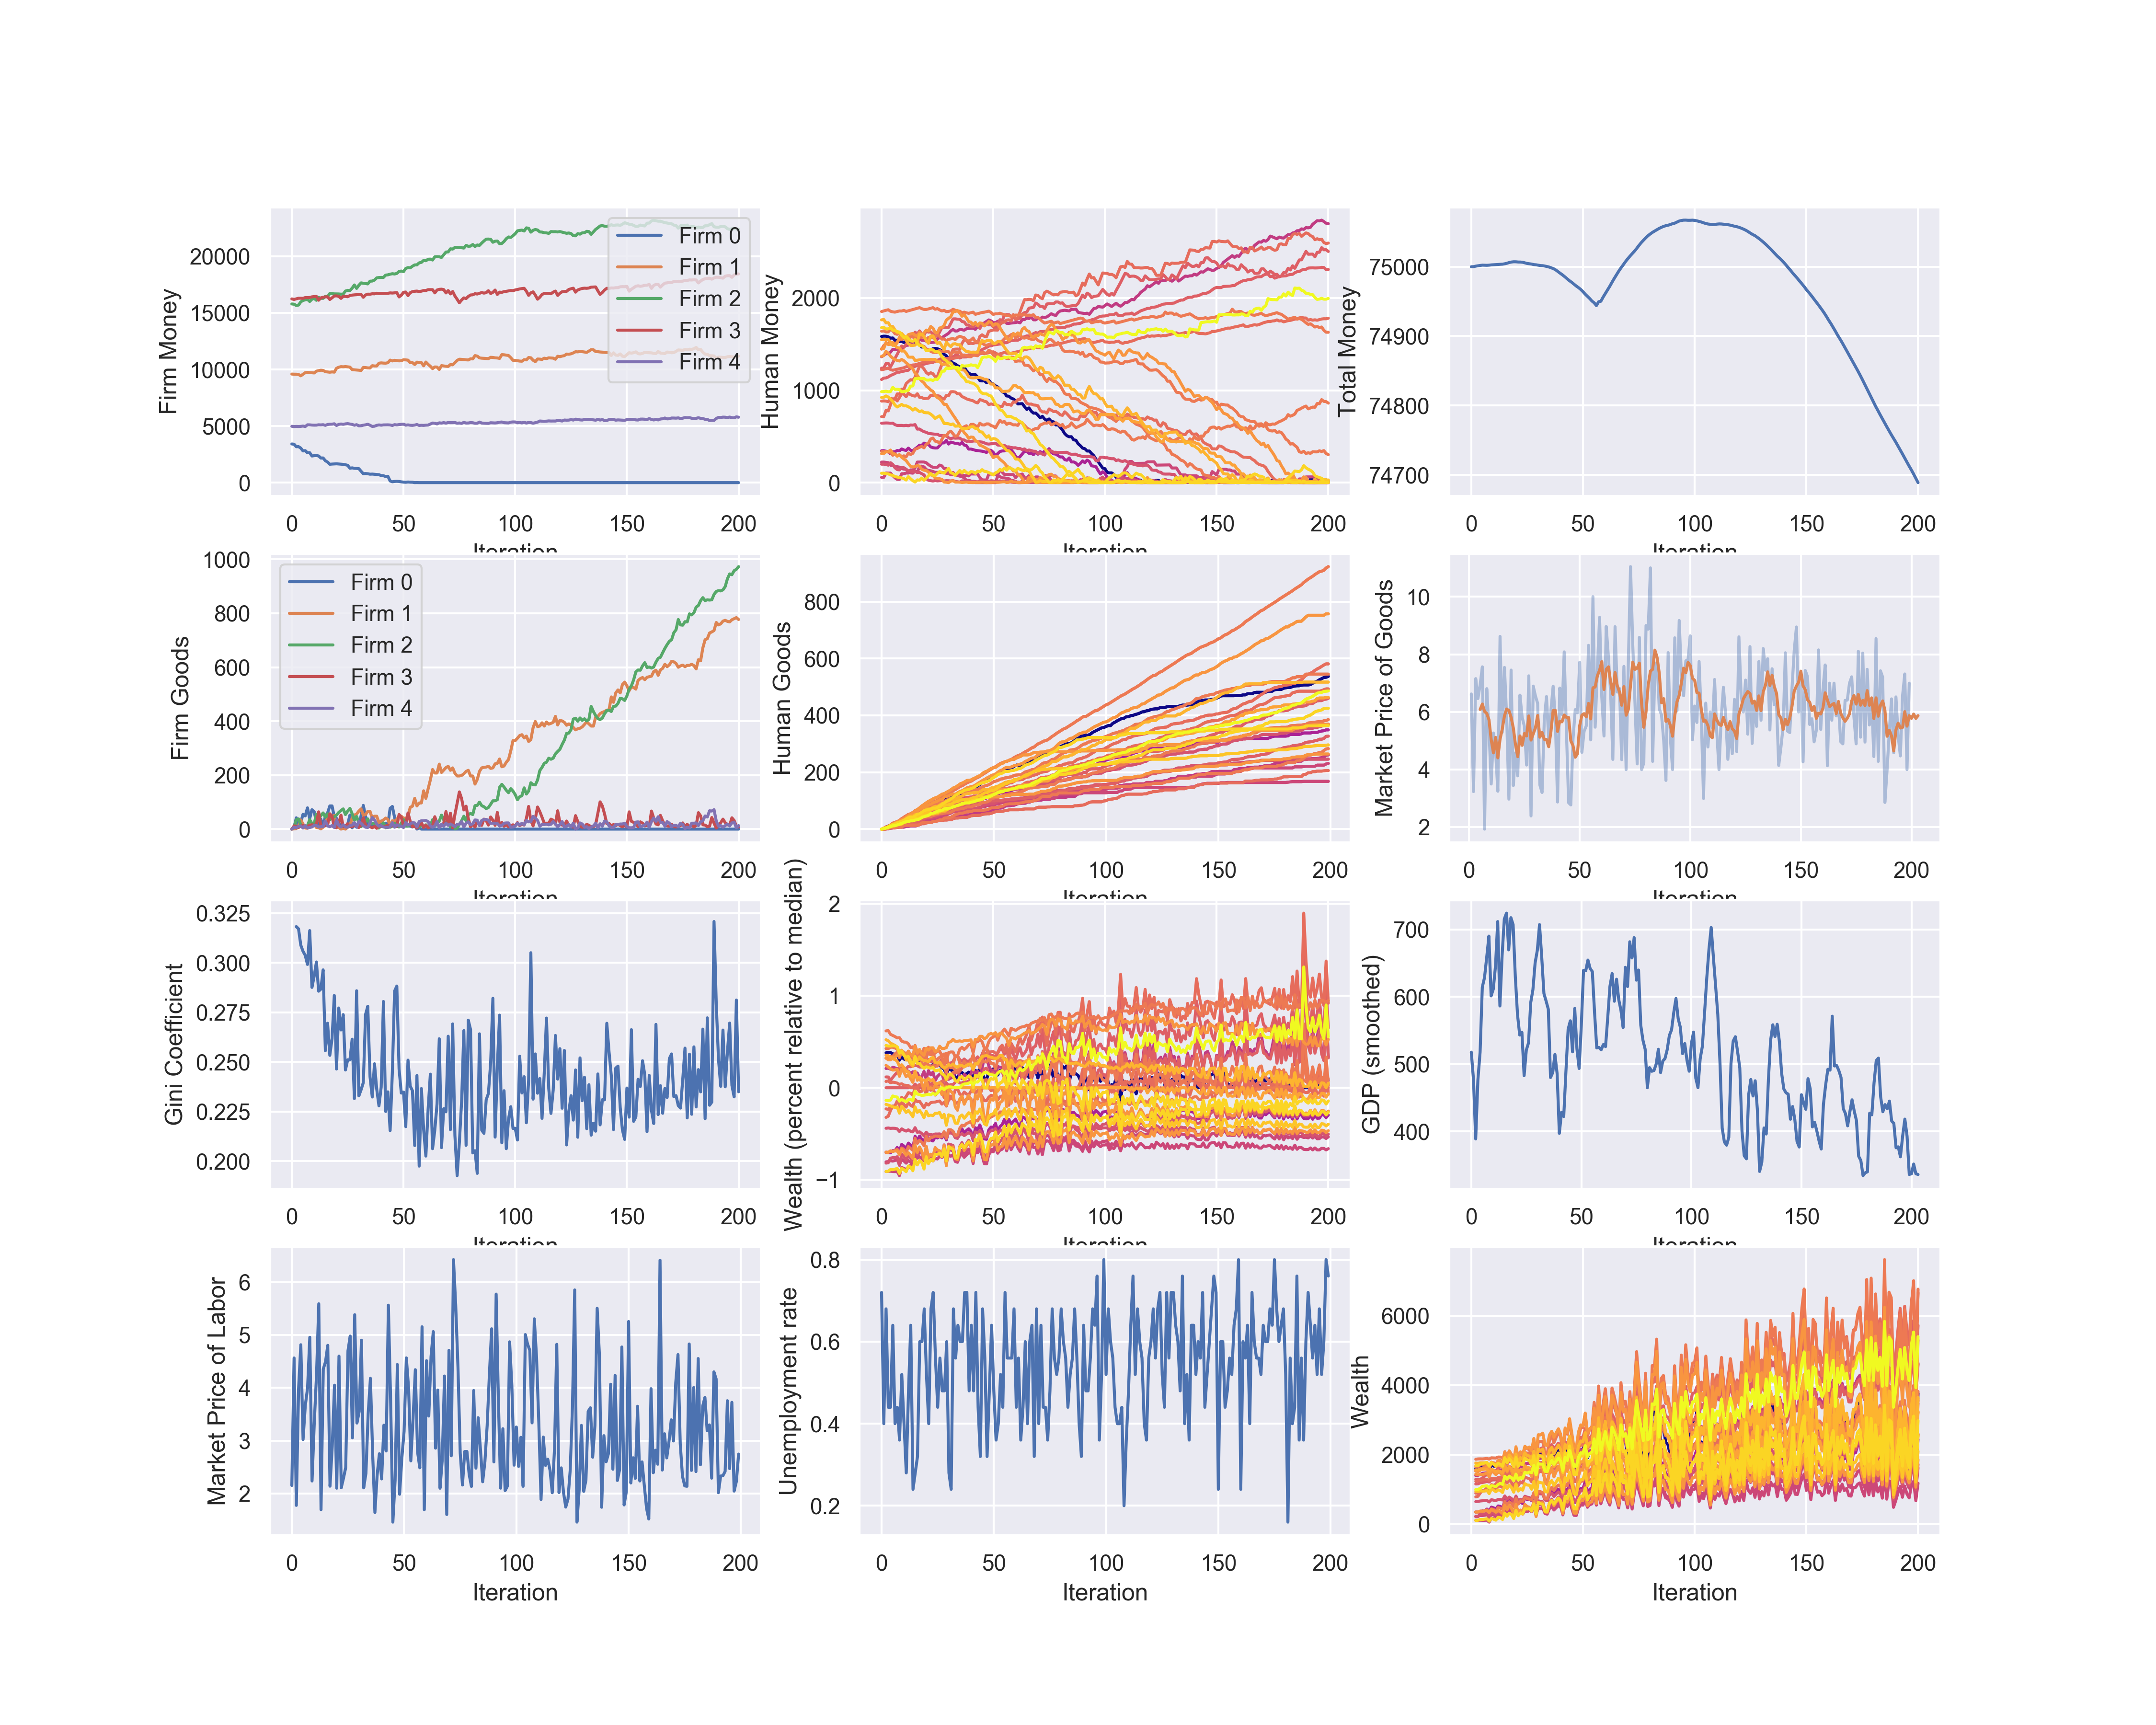 Firm Money
20000
15000
10000
5000
0
0 50 100 150 200
Iteration
Firm 0
Firm 1
Firm 2
Firm 3
Firm 4
Human Money
2000
1000
0
0 50 100 150 200
Iteration
Total Money
75000
74900
74800
74700
0 50 100 150 200
Iteration
Firm Goods
1000
800
600
400
200
0
0 50 100 150 200
Iteration
Firm 0
Firm 1
Firm 2
Firm 3
Firm 4
Human Goods
800
600
400
200
0
0 50 100 150 200
Iteration
Market Price of Goods
10
8
6
4
2
0 50 100 150 200
Iteration
Gini Coefficient
0.325
0.300
0.275
0.250
0.225
0.200
0 50 100 150 200
Iteration
Wealth (percent relative to median)
2
1
0
−1
0 50 100 150 200
Iteration
GDP (smoothed)
700
600
500
400
0 50 100 150 200
Iteration
Market Price of Labor
6
5
4
3
2
0 50 100 150 200
Iteration
Unemployment rate
0.8
0.6
0.4
0.2
0 50 100 150 200
Iteration
Wealth
6000
4000
2000
0
0 50 100 150 200
Iteration